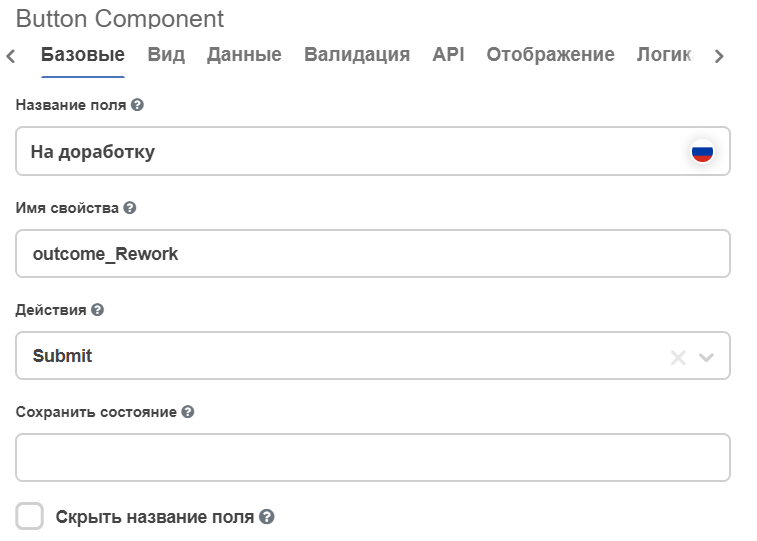 Button Component
Базовые Вид Данные Валидация API Отображение Логик
Название поля
На доработку
Имя свойства
outcome_Rework
Действия
Submit
Сохранить состояние
Скрыть название поля